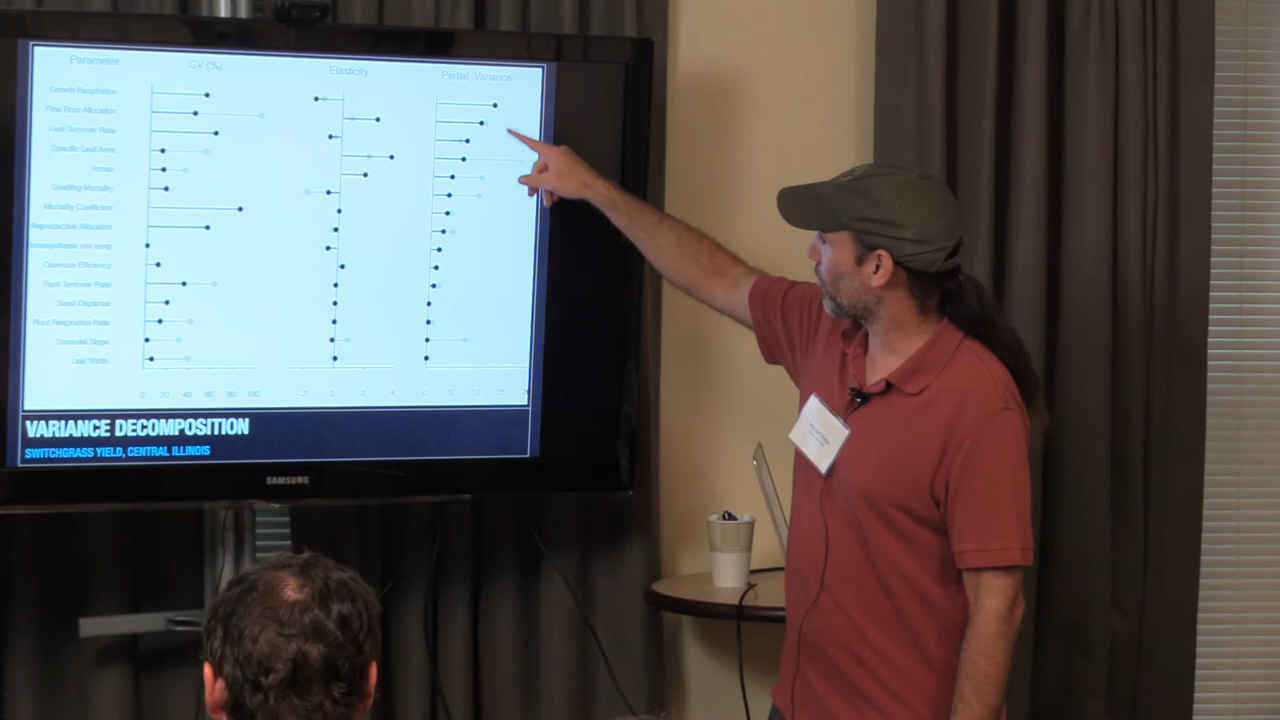 Parameter CV (%) Elasticity Partial Variance
Growth Respiration
Fine Root Allocation
Leaf Turnover Rate
Specific Leaf Area
Vcmax
Seedling Mortality
Mortality Coefficient
Reproductive Allocation
Photosynthesis min temp
Quantum Efficiency
Root Turnover Rate
Seed Dispersal
Root Respiration Rate
Stomatal Slope
Leaf Width
0 20 40 60 80 100 -2 0 2 4 0 5 10 15
VARIANCE DECOMPOSITION
SWITCHGRASS YIELD, CENTRAL ILLINOIS
SAMSUNG